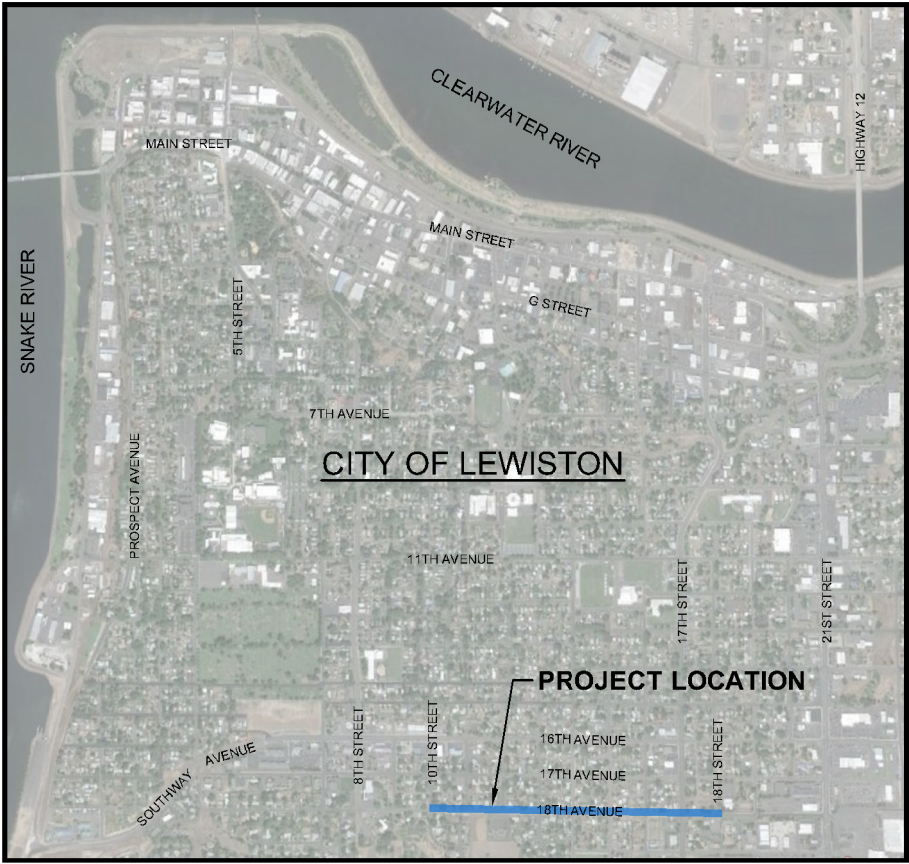 CLEARWATER RIVER
HIGHWAY 12
MAIN STREET
MAIN STREET
SNAKE RIVER
5TH STREET
G STREET
7TH AVENUE
PROSPECT AVENUE
CITY OF LEWISTON
11TH AVENUE
17TH STREET
21ST STREET
PROJECT LOCATION
8TH STREET
10TH STREET
16TH AVENUE
18TH STREET
SOUTHWAY AVENUE
17TH AVENUE
18TH AVENUE